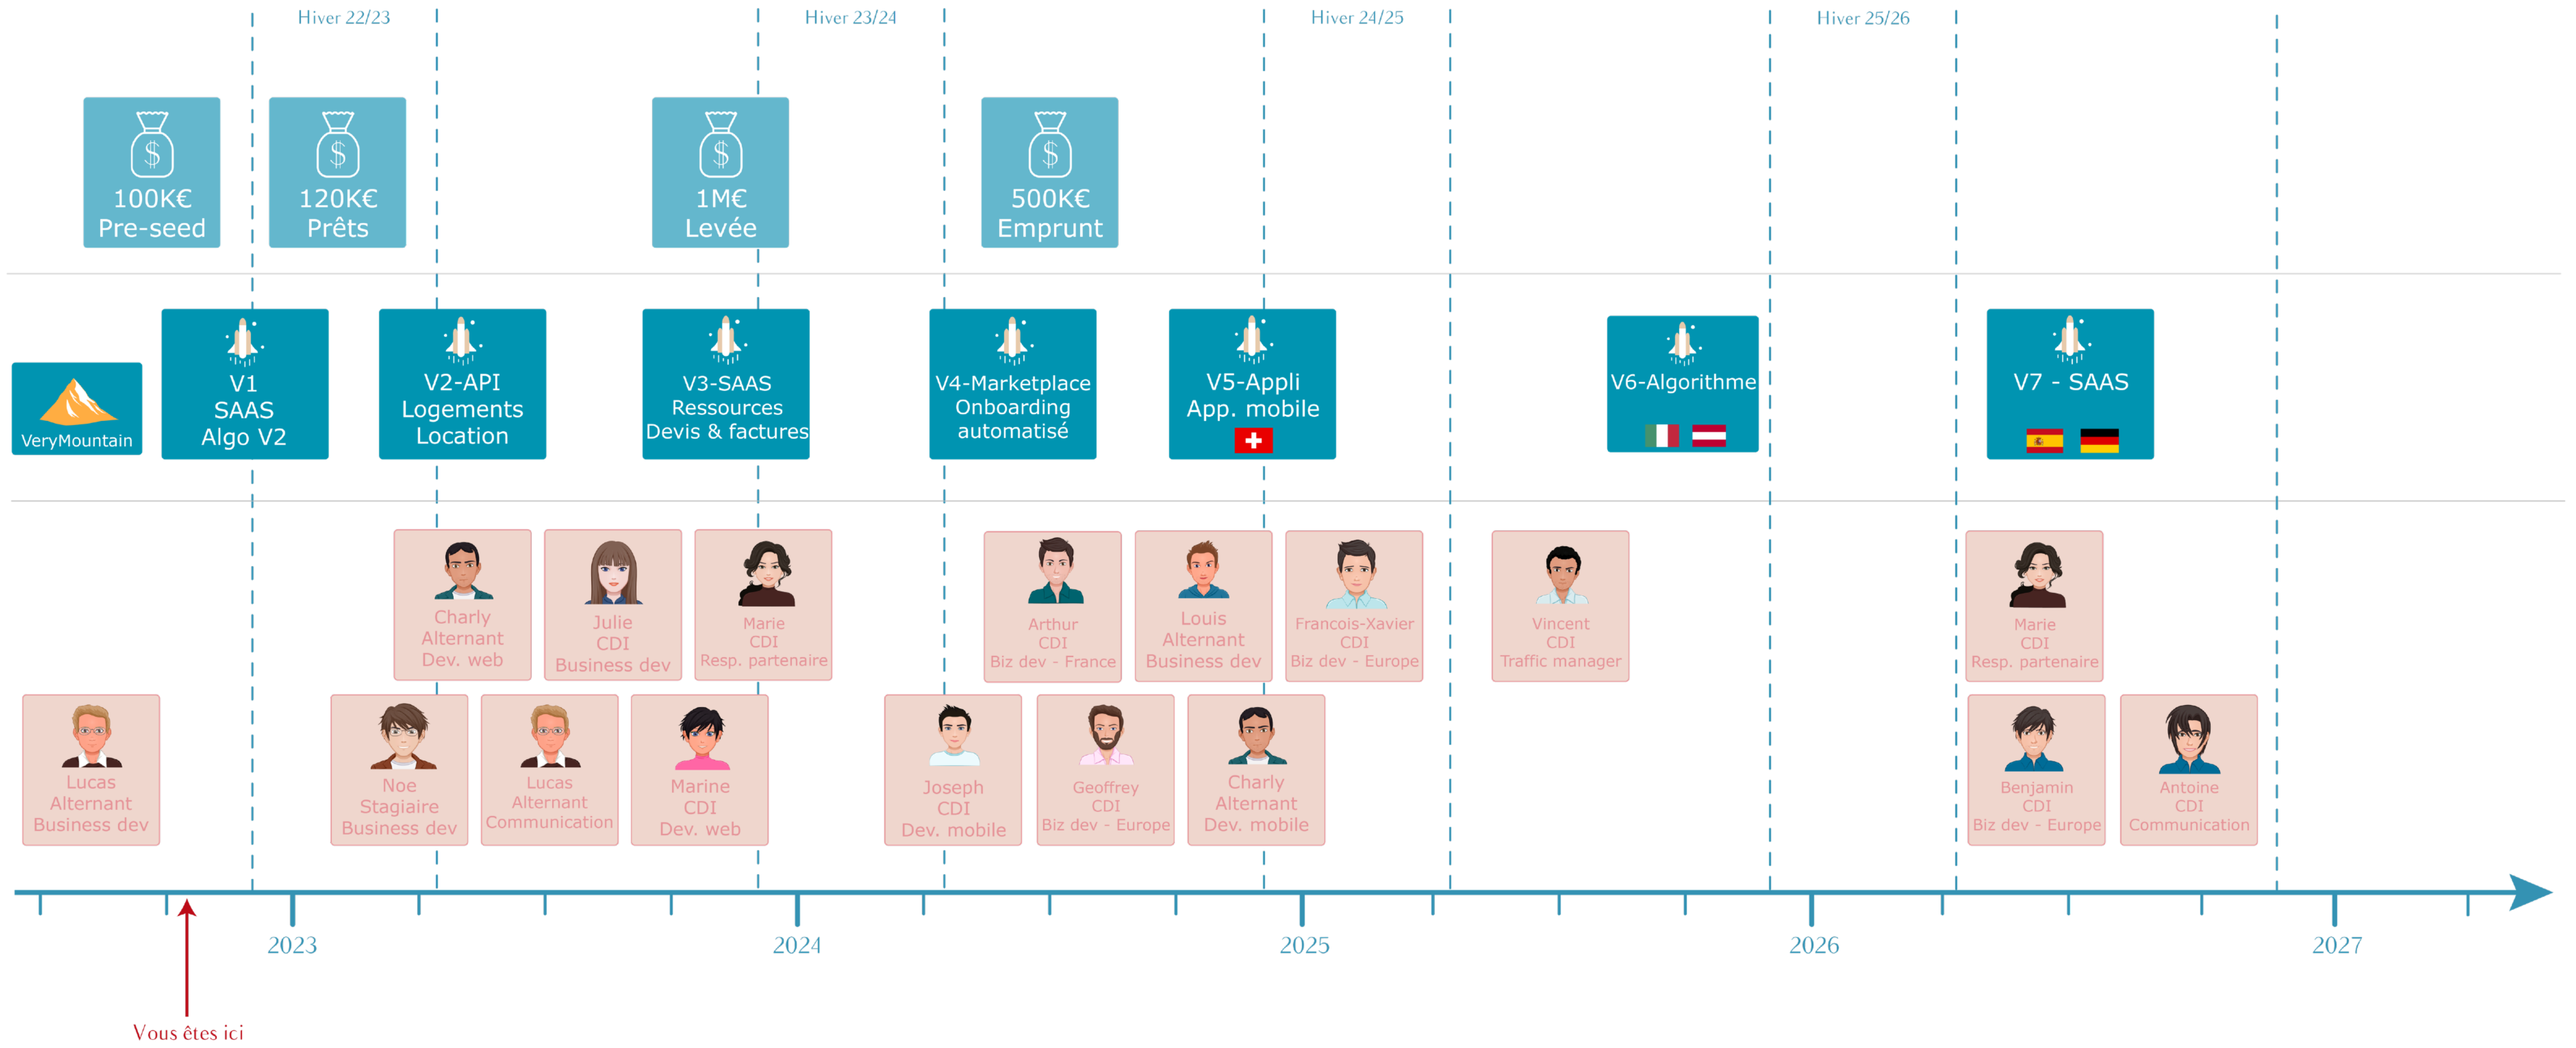 Hiver 22/23
Hiver 23/24
Hiver 24/25
Hiver 25/26
$
100K€
Pre-seed
$
120K€
Prêts
$
1M€
Levée
$
500K€
Emprunt
VeryMountain
V1
SAAS
Algo V2
V2-API
Logements
Location
V3-SAAS
Ressources
Devis & factures
V4-Marketplace
Onboarding
automatisé
V5-Appli
App. mobile
V6-Algorithme
V7 - SAAS
Charly
Alternant
Dev. web
Julie
CDI
Business dev
Marie
CDI
Resp. partenaire
Arthur
CDI
Biz dev - France
Louis
Alternant
Business dev
Francois-Xavier
CDI
Biz dev - Europe
Vincent
CDI
Traffic manager
Marie
CDI
Resp. partenaire
Lucas
Alternant
Business dev
Noe
Stagiaire
Business dev
Lucas
Alternant
Communication
Marine
CDI
Dev. web
Joseph
CDI
Dev. mobile
Geoffrey
CDI
Biz dev - Europe
Charly
Alternant
Dev. mobile
Benjamin
CDI
Biz dev - Europe
Antoine
CDI
Communication
2023
2024
2025
2026
2027
Vous êtes ici